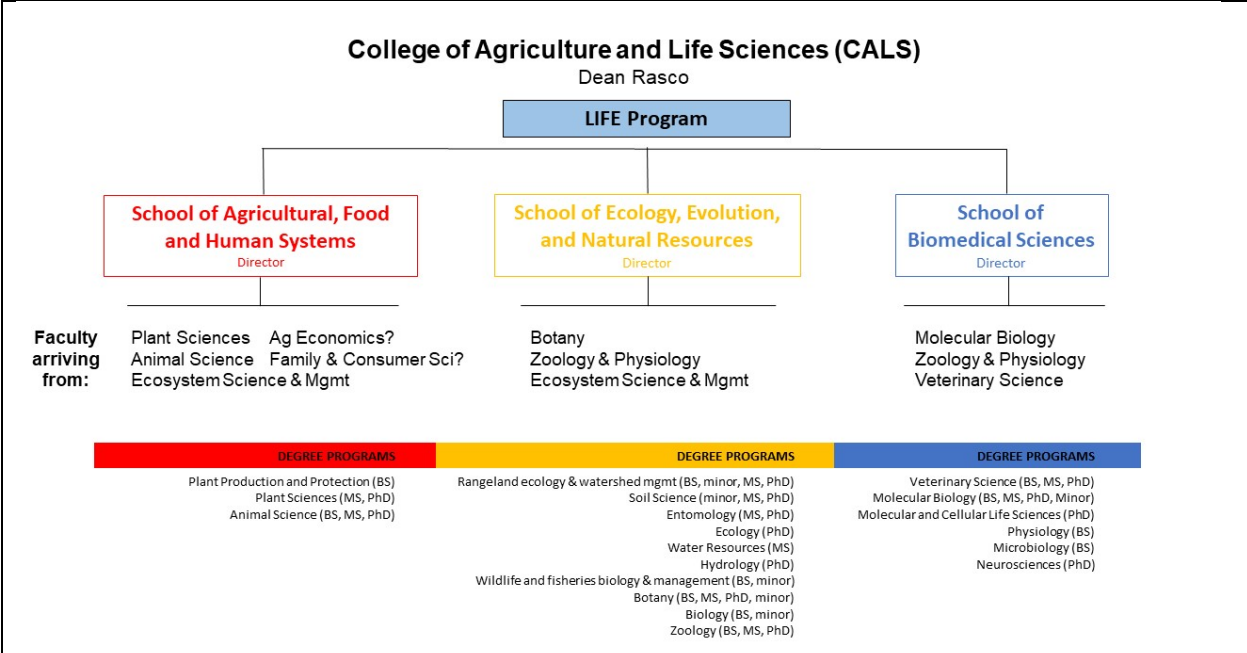 College of Agriculture and Life Sciences (CALS)
Dean Rasco
LIFE Program
School of Agricultural, Food
and Human Systems
Director
School of Ecology, Evolution,
and Natural Resources
Director
School of
Biomedical Sciences
Director
Faculty
arriving
from:
Plant Sciences Ag Economics?
Animal Science Family & Consumer Sci?
Ecosystem Science & Mgmt
Botany
Zoology & Physiology
Ecosystem Science & Mgmt
Molecular Biology
Zoology & Physiology
Veterinary Science
DEGREE PROGRAMS
Plant Production and Protection (BS)
Plant Sciences (MS, PhD)
Animal Science (BS, MS, PhD)
DEGREE PROGRAMS
Rangeland ecology & watershed mgmt (BS, minor, MS, PhD)
Soil Science (minor, MS, PhD)
Entomology (MS, PhD)
Ecology (PhD)
Water Resources (MS)
Hydrology (PhD)
Wildlife and fisheries biology & management (BS, minor)
Botany (BS, MS, PhD, minor)
Biology (BS, minor)
Zoology (BS, MS, PhD)
DEGREE PROGRAMS
Veterinary Science (BS, MS, PhD)
Molecular Biology (BS, MS, PhD, Minor)
Molecular and Cellular Life Sciences (PhD)
Physiology (BS)
Microbiology (BS)
Neurosciences (PhD)